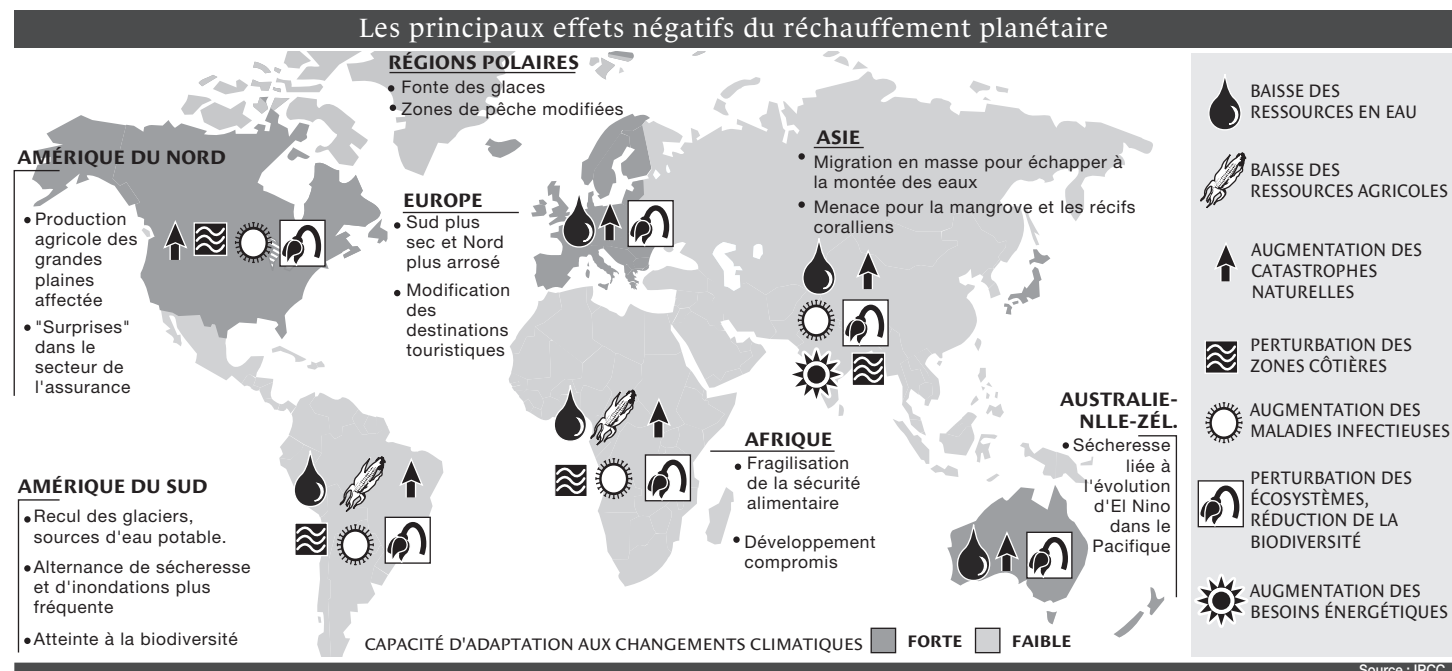 Les principaux effets négatifs du réchauffement planétaire
RÉGIONS POLAIRES
• Fonte des glaces
• Zones de pêche modifiées
AMÉRIQUE DU NORD
• Production
agricole des
grandes
plaines
affectée
• "Surprises"
dans le
secteur de
l'assurance
EUROPE
• Sud plus
sec et Nord
plus arrosé
• Modification
des
destinations
touristiques
ASIE
• Migration en masse pour échapper à
la montée des eaux
• Menace pour la mangrove et les récifs
coralliens
AMÉRIQUE DU SUD
• Recul des glaciers,
sources d'eau potable.
• Alternance de sécheresse
et d'inondations plus
fréquente
• Atteinte à la biodiversité
AFRIQUE
• Fragilisation
de la sécurité
alimentaire
• Développement
compromis
AUSTRALIE-
NLLE-ZÉL.
• Sécheresse
liée à
l'évolution
d'El Nino
dans le
Pacifique
CAPACITÉ D'ADAPTATION AUX CHANGEMENTS CLIMATIQUES FORTE FAIBLE
BAISSE DES
RESSOURCES EN EAU
BAISSE DES
RESSOURCES AGRICOLES
AUGMENTATION DES
CATASTROPHES
NATURELLES
PERTURBATION DES
ZONES CÔTIÈRES
AUGMENTATION DES
MALADIES INFECTIEUSES
PERTURBATION DES
ÉCOSYSTÈMES,
RÉDUCTION DE LA
BIODIVERSITÉ
AUGMENTATION DES
BESOINS ÉNERGÉTIQUES
Source : IPCC